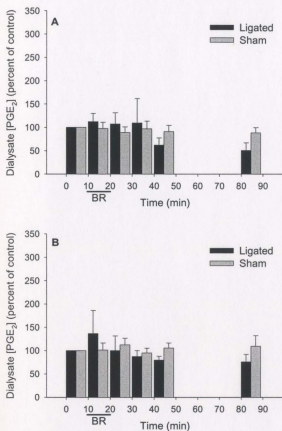 A
350
300
250
200
150
100
50
0
Dialysate [PGE₂] (percent of control)
Ligated
Sham
0 10 20 30 40 50 60 70 80 90
BR
Time (min)
B
350
300
250
200
150
100
50
0
Dialysate [PGE₂] (percent of control)
Ligated
Sham
0 10 20 30 40 50 60 70 80 90
BR
Time (min)